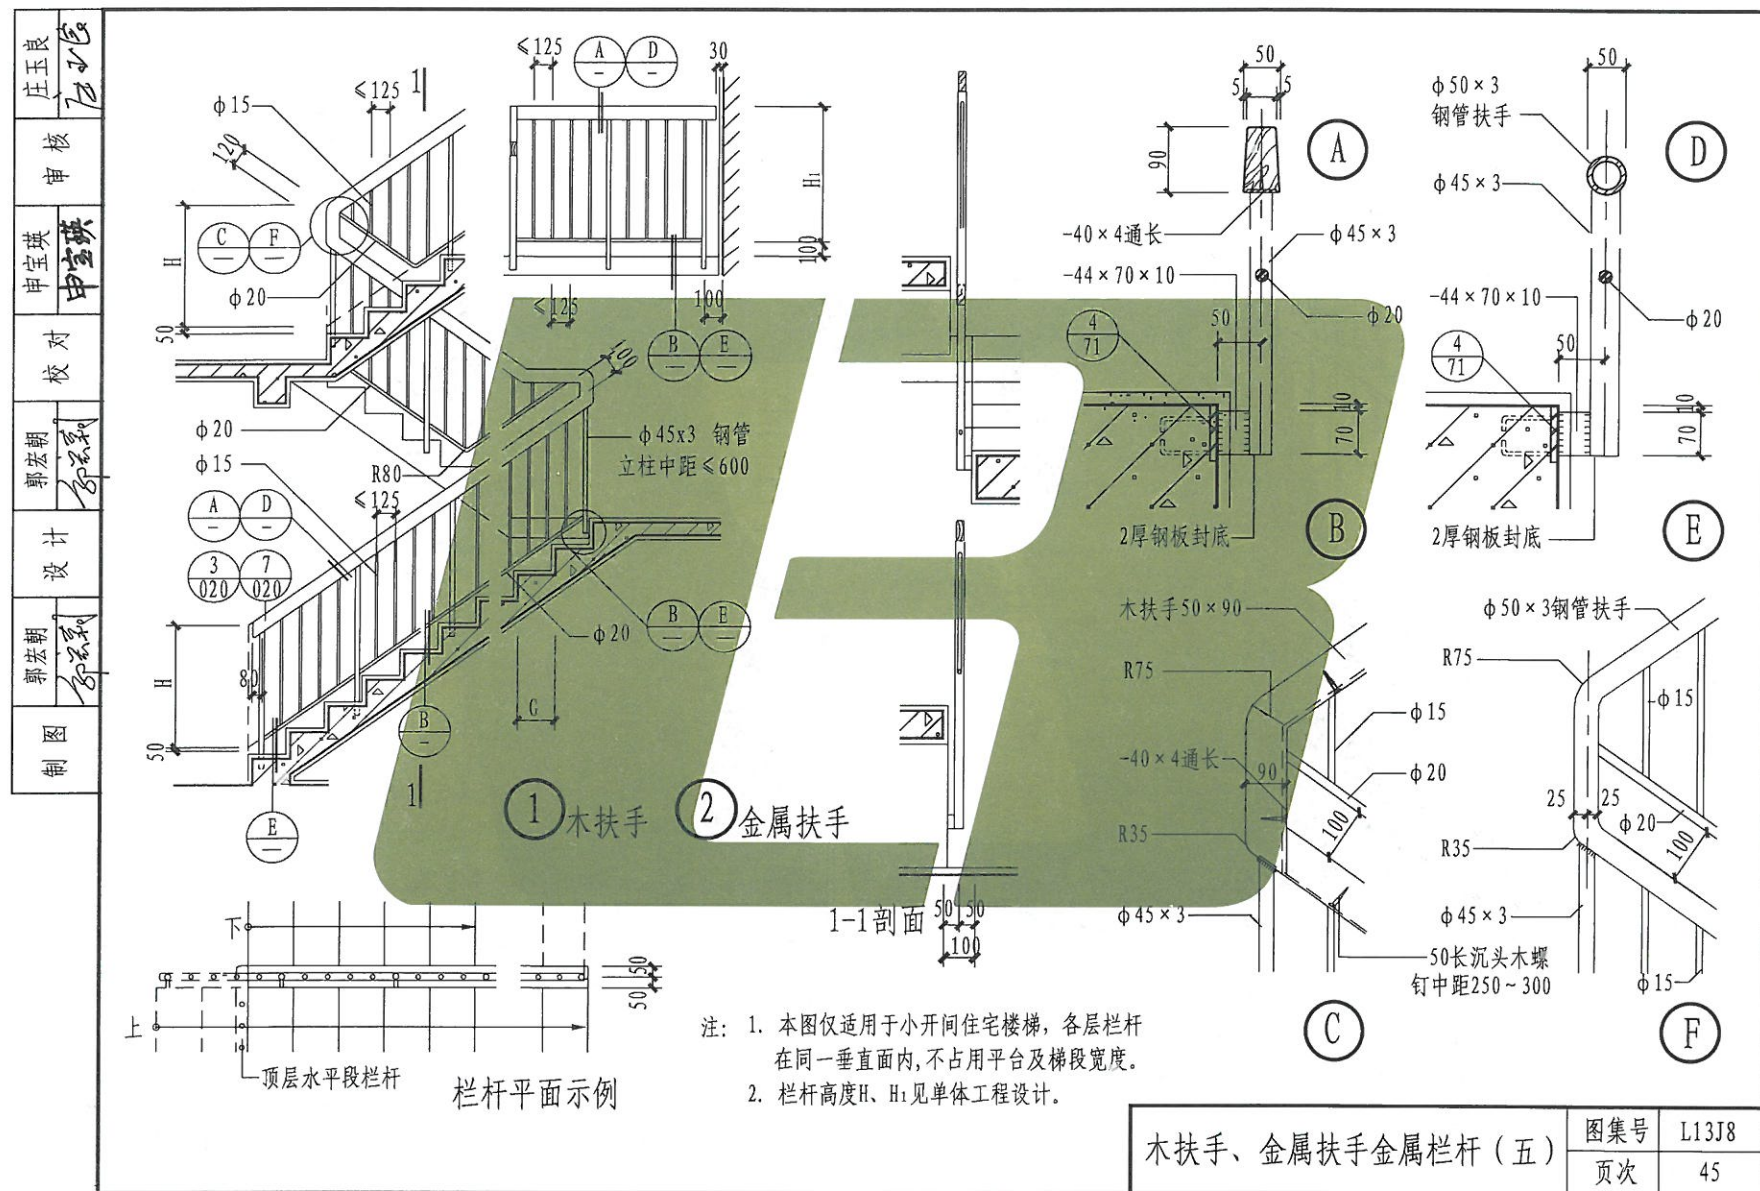 庄玉良
审核
申宝瑛
申宝瑛
校对
郭宏朝
设计
郭宏朝
制图
≤125
1
φ15
120
C
F
H
φ20
50
≤125
A
D
30
H₁
100
≤125
100
B
E
100
φ20
φ15
R80
≤125
φ45x3 钢管
立柱中距≤600
A
D
3
020
7
020
H
80
50
φ20
B
E
G
B
1
E
① 木扶手
② 金属扶手
50
5
5
90
A
-40×4通长
φ45×3
-44×70×10
φ20
50
4
71
10
70
2厚钢板封底
B
50
φ50×3
钢管扶手
D
φ45×3
-44×70×10
φ20
50
4
71
10
70
2厚钢板封底
E
木扶手50×90
R75
φ15
-40×4通长
90
φ20
R35
100
φ45×3
50长沉头木螺
钉中距250~300
C
φ50×3钢管扶手
R75
φ15
25
25
φ20
R35
100
φ45×3
φ15
F
1-1剖面
50
50
100
下
50
50
上
顶层水平段栏杆
栏杆平面示例
注: 1. 本图仅适用于小开间住宅楼梯, 各层栏杆
在同一垂直面内, 不占用平台及梯段宽度。
2. 栏杆高度H、H₁见单体工程设计。
木扶手、金属扶手金属栏杆（五）
图集号
L13J8
页次
45